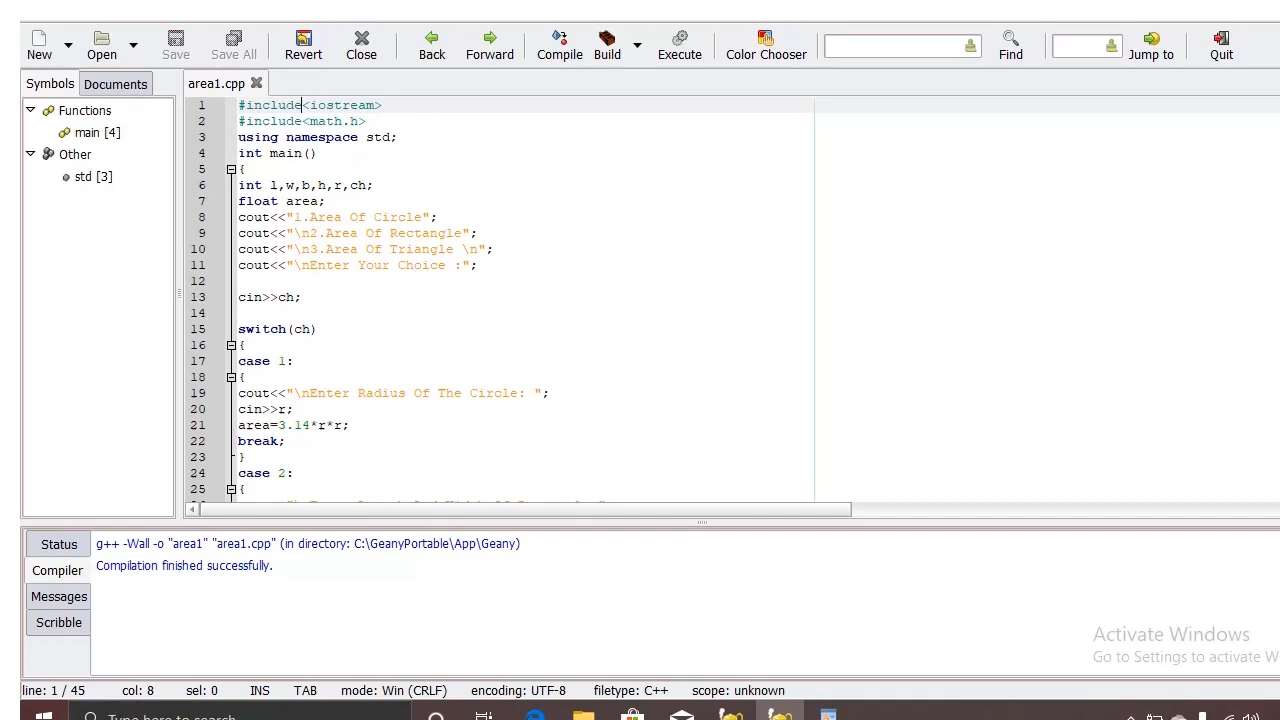 New Open Save Save All Revert Close Back Forward Compile Build Execute Color Chooser Find Jump to Quit
Symbols Documents area1.cpp
Functions
main [4]
Other
std [3]
1 #include<iostream>
2 #include<math.h>
3 using namespace std;
4 int main()
5 {
6 int l,w,b,h,r,ch;
7 float area;
8 cout<<"1.Area Of Circle";
9 cout<<"\n2.Area Of Rectangle";
10 cout<<"\n3.Area Of Triangle \n";
11 cout<<"\nEnter Your Choice :";
12
13 cin>>ch;
14
15 switch(ch)
16 {
17 case 1:
18 {
19 cout<<"\nEnter Radius Of The Circle: ";
20 cin>>r;
21 area=3.14*r*r;
22 break;
23 }
24 case 2:
25 {
Status g++ -Wall -o "area1" "area1.cpp" (in directory: C:\GeanyPortable\App\Geany)
Compiler Compilation finished successfully.
Messages
Scribble
Activate Windows
Go to Settings to activate W
line: 1 / 45 col: 8 sel: 0 INS TAB mode: Win (CRLF) encoding: UTF-8 filetype: C++ scope: unknown
Type here to search